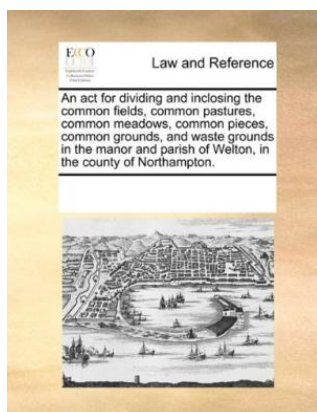 ECCO
Law and Reference
An act for dividing and inclosing the
common fields, common pastures,
common meadows, common pieces,
common grounds, and waste grounds
in the manor and parish of Welton, in
the county of Northampton.